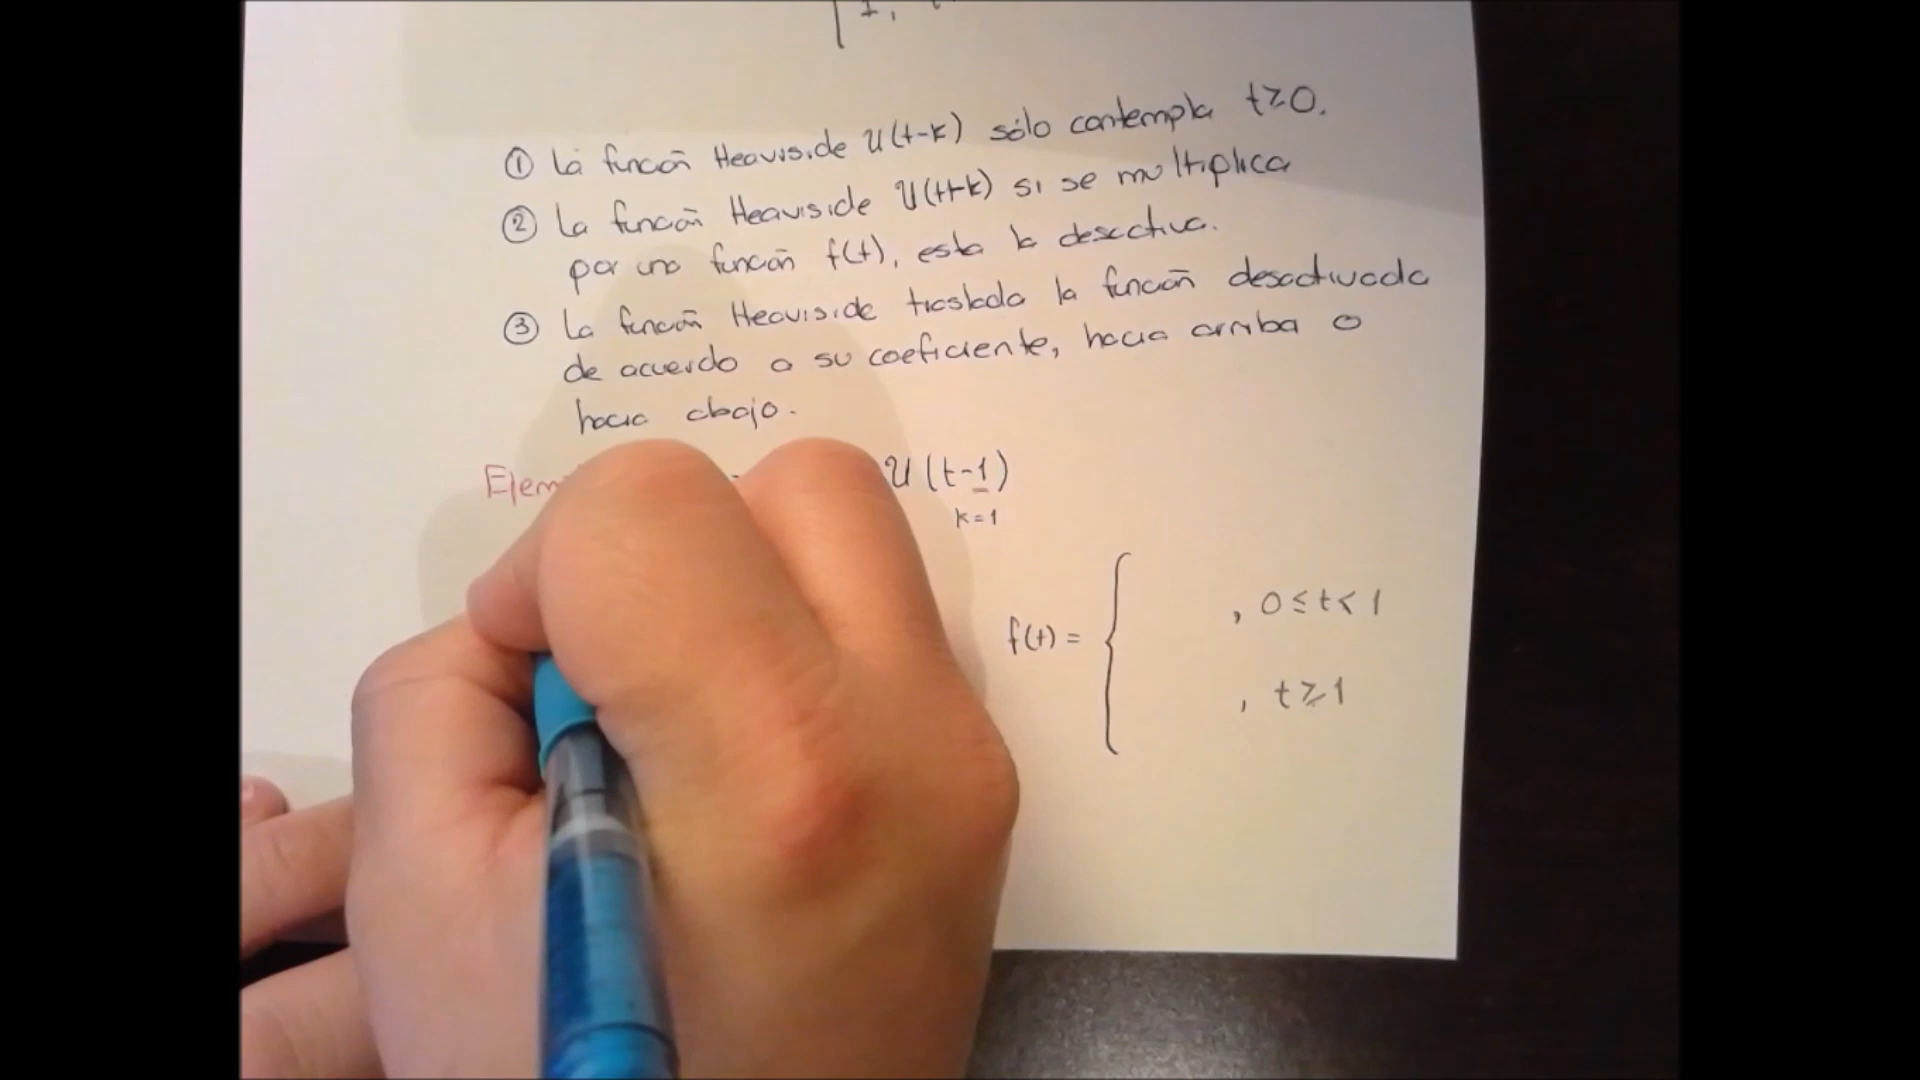 1,
① La función Heaviside U(t-k) sólo contempla t≥0.
② La función Heaviside U(t-k) si se multiplica
por una función f(t), esta la desactiva.
③ La función Heaviside traslada la función desactivada
de acuerdo a su coeficiente, hacia arriba o
hacia abajo.
Ejem U(t-1)
k=1
, 0≤t<1
f(t) = {
, t≥1